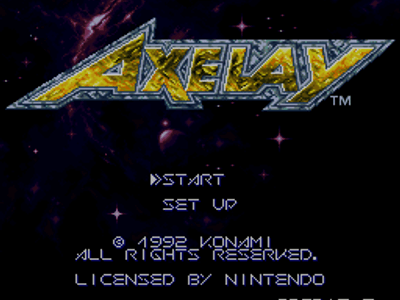 AXELAY
TM
START
SET UP
© 1992 KONAMI
ALL RIGHTS RESERVED.
LICENSED BY NINTENDO